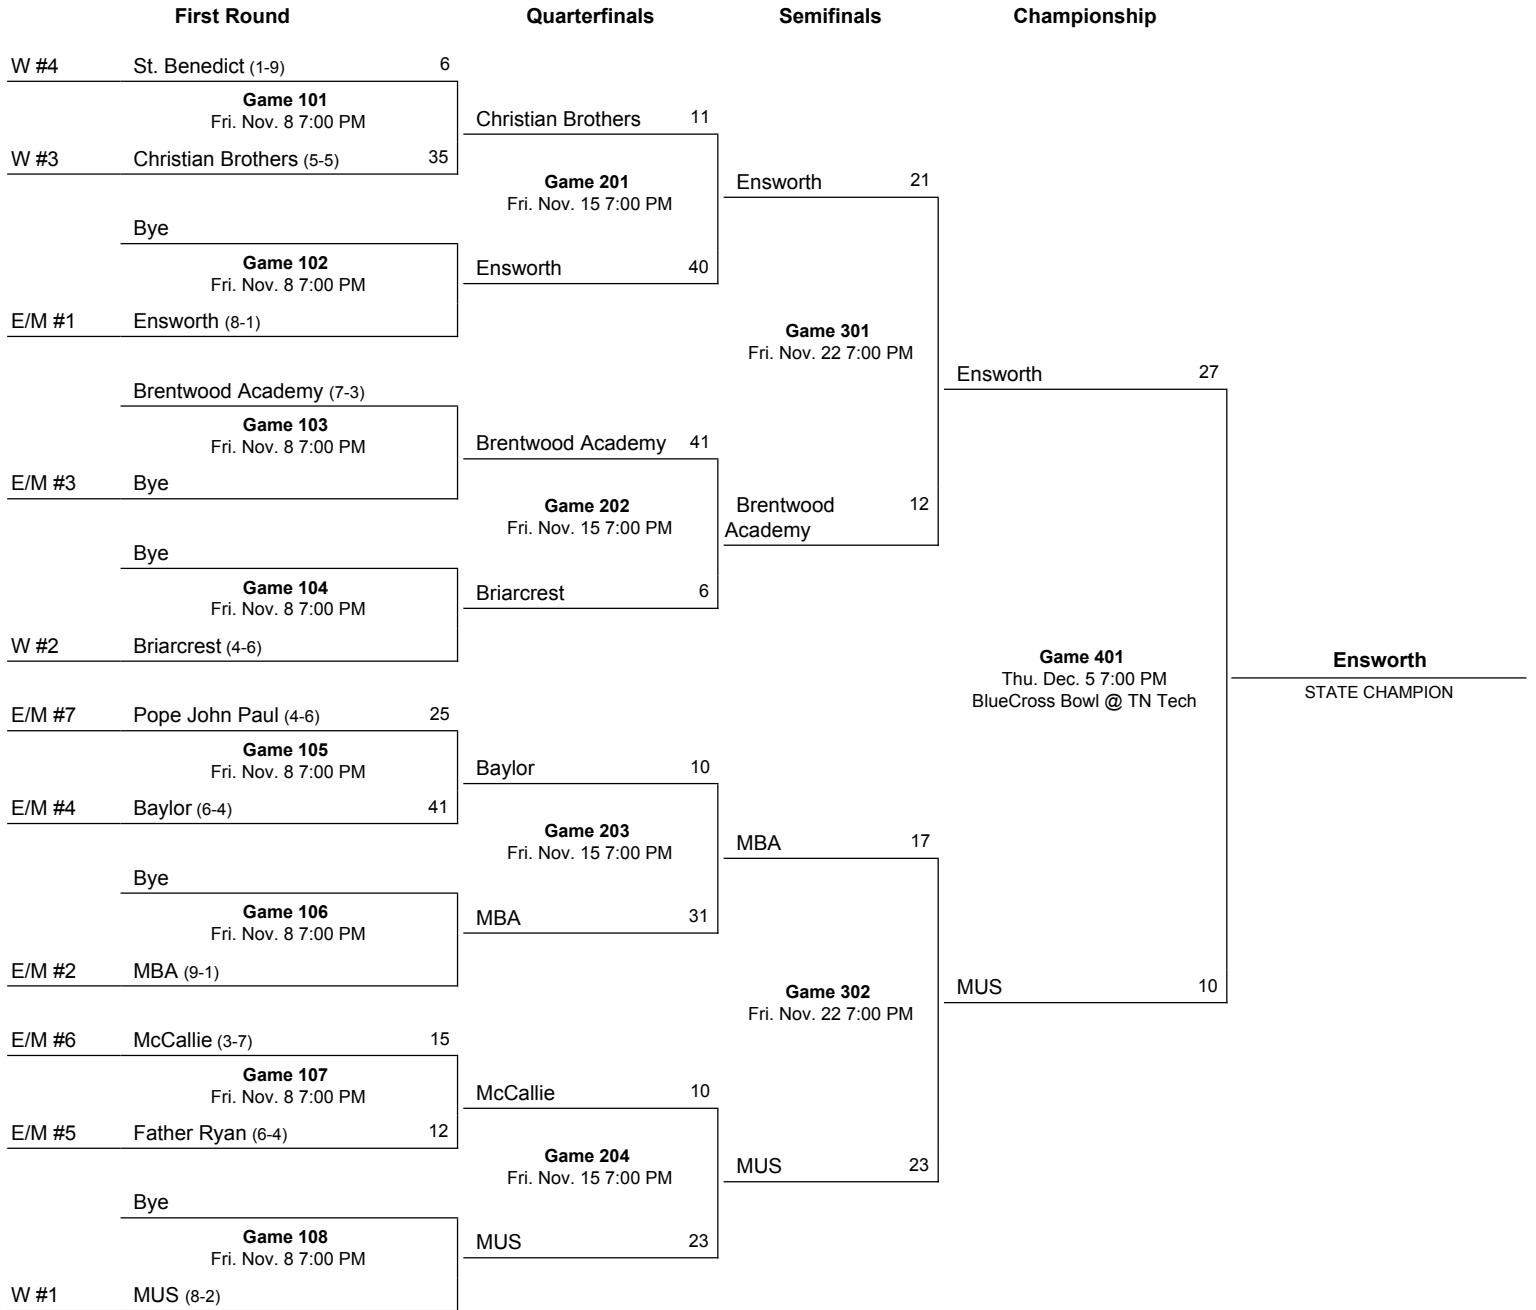 First Round Quarterfinals Semifinals Championship
W #4 St. Benedict (1-9) 6
Game 101
Fri. Nov. 8 7:00 PM
W #3 Christian Brothers (5-5) 35
Bye
Game 102
Fri. Nov. 8 7:00 PM
E/M #1 Ensworth (8-1)
Brentwood Academy (7-3)
Game 103
Fri. Nov. 8 7:00 PM
E/M #3 Bye
Bye
Game 104
Fri. Nov. 8 7:00 PM
W #2 Briarcrest (4-6)
E/M #7 Pope John Paul (4-6) 25
Game 105
Fri. Nov. 8 7:00 PM
E/M #4 Baylor (6-4) 41
Bye
Game 106
Fri. Nov. 8 7:00 PM
E/M #2 MBA (9-1)
E/M #6 McCallie (3-7) 15
Game 107
Fri. Nov. 8 7:00 PM
E/M #5 Father Ryan (6-4) 12
Bye
Game 108
Fri. Nov. 8 7:00 PM
W #1 MUS (8-2)
Christian Brothers 11
Game 201
Fri. Nov. 15 7:00 PM
Ensworth 40
Brentwood Academy 41
Game 202
Fri. Nov. 15 7:00 PM
Briarcrest 6
Baylor 10
Game 203
Fri. Nov. 15 7:00 PM
MBA 31
McCallie 10
Game 204
Fri. Nov. 15 7:00 PM
MUS 23
Ensworth 21
Game 301
Fri. Nov. 22 7:00 PM
Brentwood 12
Academy
MBA 17
Game 302
Fri. Nov. 22 7:00 PM
MUS 23
Ensworth 27
Game 401
Thu. Dec. 5 7:00 PM
BlueCross Bowl @ TN Tech
MUS 10
Ensworth
STATE CHAMPION